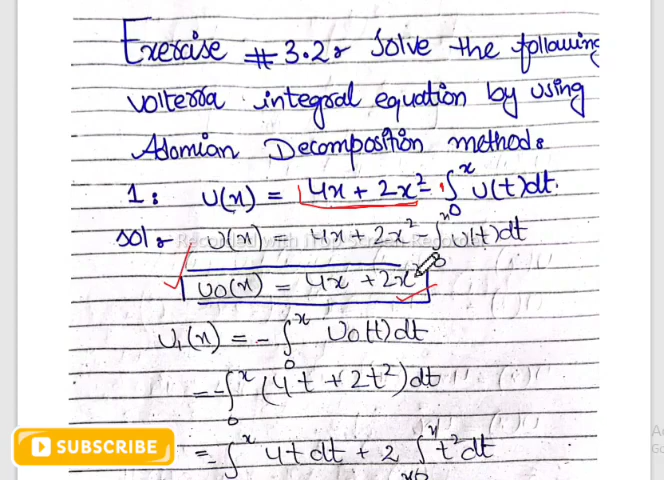 Exercise #3.2: Solve the following
volterra integral equation by using
Adomian Decomposition method:
1: U(x) = 4x + 2x² - ∫₀ˣ U(t)dt.
sol: U(x) = 4x + 2x² - ∫₀ˣ U(t)dt
U₀(x) = 4x + 2x²
U₁(x) = - ∫₀ˣ U₀(t)dt
= - ∫₀ˣ (4t + 2t²)dt
= - ∫ˣ 4t dt + 2 ∫₀ˣ t² dt
SUBSCRIBE